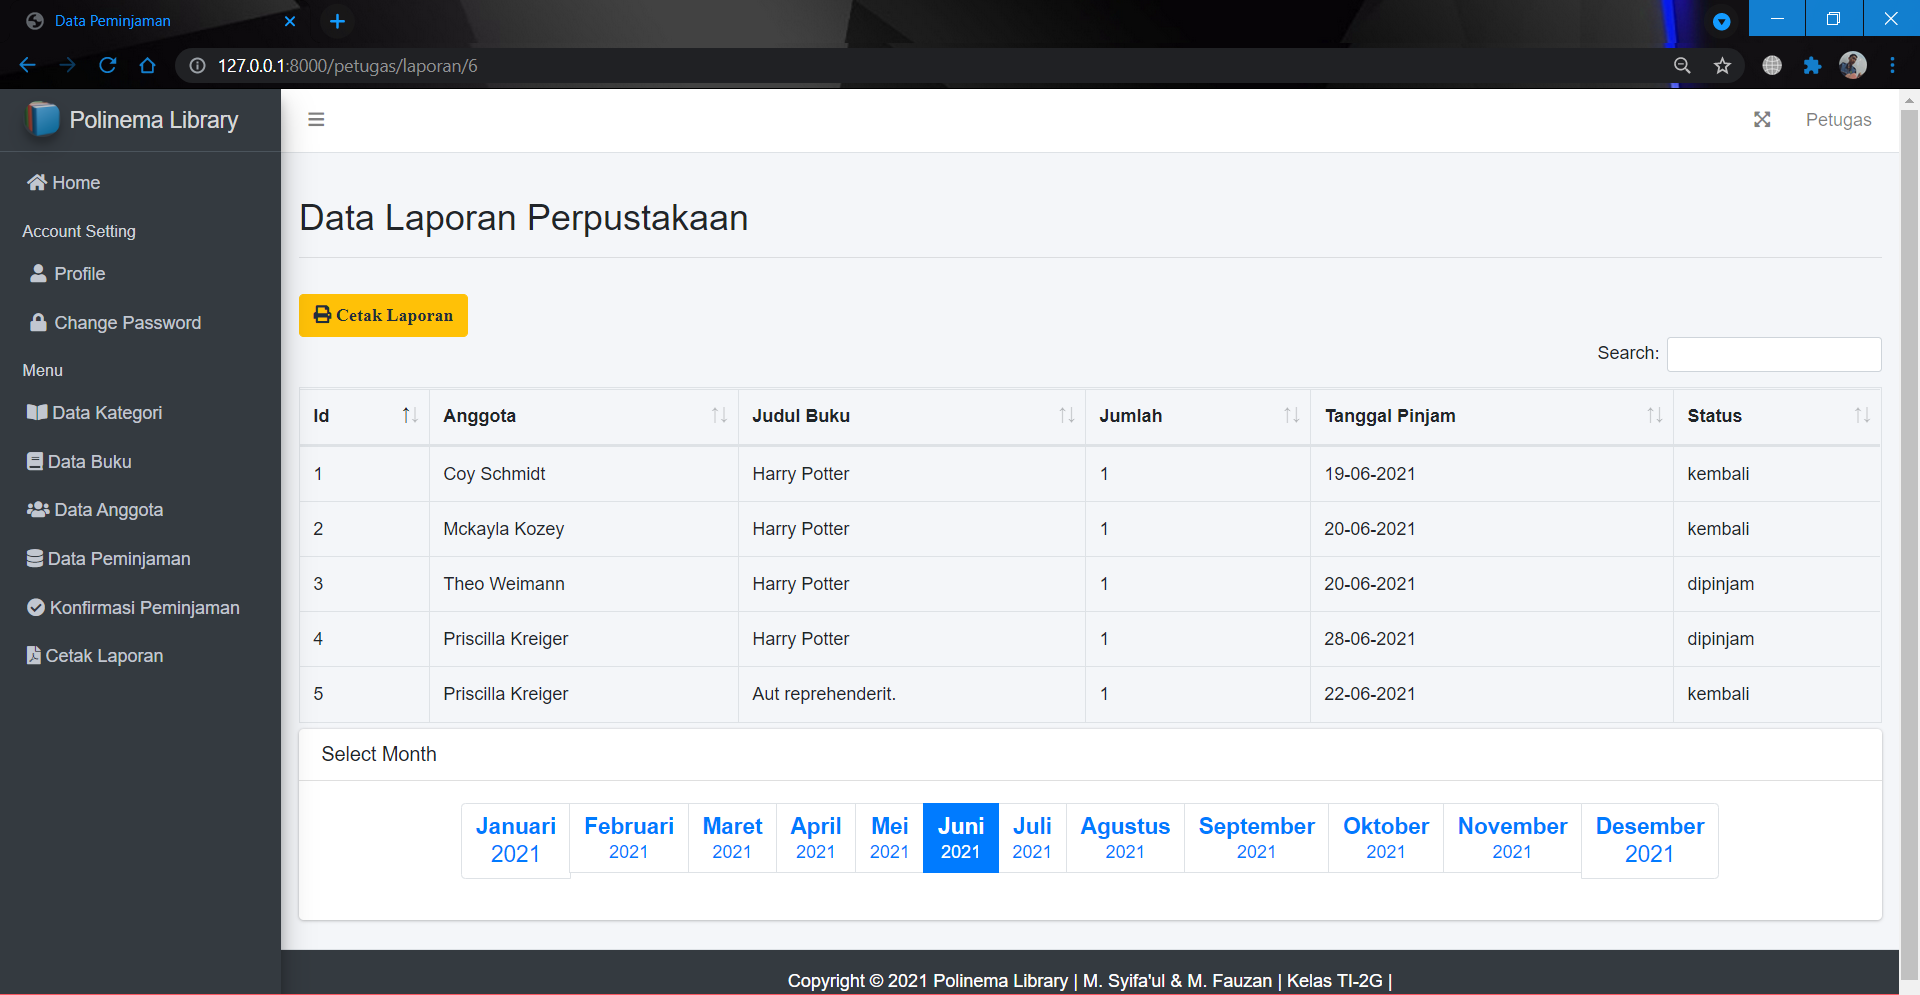 Data Peminjaman
127.0.0.1:8000/petugas/laporan/6
Polinema Library
Petugas
Home
Account Setting
Profile
Change Password
Menu
Data Kategori
Data Buku
Data Anggota
Data Peminjaman
Konfirmasi Peminjaman
Cetak Laporan
Data Laporan Perpustakaan
Cetak Laporan
Search:
Id Anggota Judul Buku Jumlah Tanggal Pinjam Status
1 Coy Schmidt Harry Potter 1 19-06-2021 kembali
2 Mckayla Kozey Harry Potter 1 20-06-2021 kembali
3 Theo Weimann Harry Potter 1 20-06-2021 dipinjam
4 Priscilla Kreiger Harry Potter 1 28-06-2021 dipinjam
5 Priscilla Kreiger Aut reprehenderit. 1 22-06-2021 kembali
Select Month
Januari Februari Maret April Mei Juni Juli Agustus September Oktober November Desember
2021 2021 2021 2021 2021 2021 2021 2021 2021 2021 2021 2021
Copyright © 2021 Polinema Library | M. Syifa'ul & M. Fauzan | Kelas TI-2G |